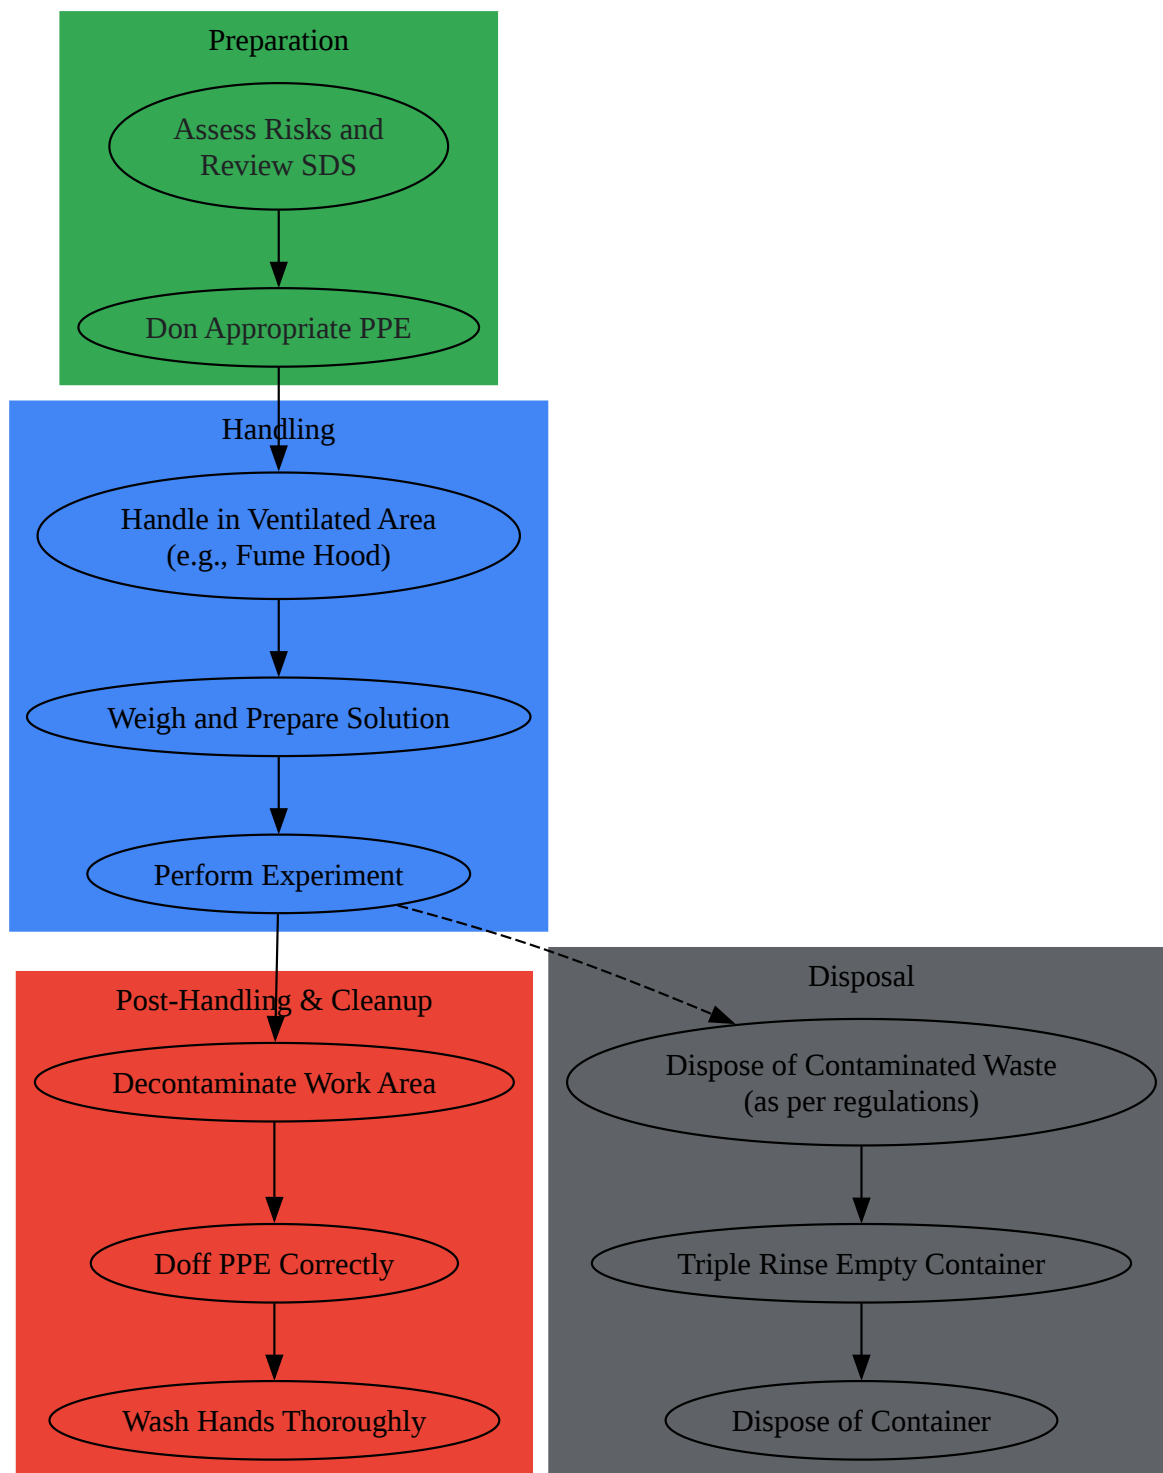 Preparation
Assess Risks and
Review SDS
Don Appropriate PPE
Handling
Handle in Ventilated Area
(e.g., Fume Hood)
Weigh and Prepare Solution
Perform Experiment
Post-Handling & Cleanup
Decontaminate Work Area
Doff PPE Correctly
Wash Hands Thoroughly
Disposal
Dispose of Contaminated Waste
(as per regulations)
Triple Rinse Empty Container
Dispose of Container